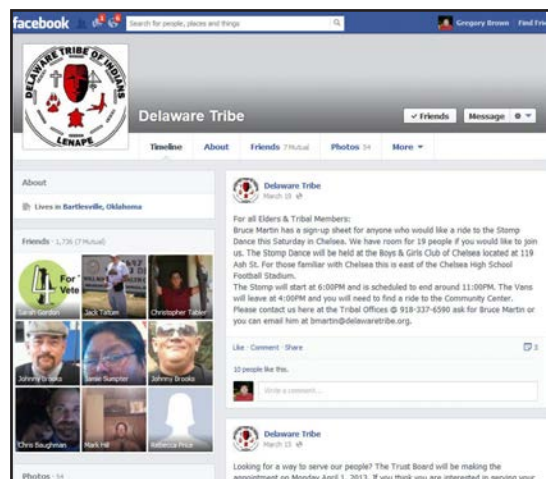 facebook
1
6
Search for people, places and things
Gregory Brown Find Frie
DELAWARE TRIBE OF INDIANS
LENAPE
Delaware Tribe
✓ Friends
Message
Timeline
About
Friends 7 Mutual
Photos 54
More
About
Lives in Bartlesville, Oklahoma
Friends · 1,736 (7 Mutual)
4
For
Vete
Sarah Gordon
Jack Tatum
Christopher Tabler
Johnny Brooks
Sumpter
Johnny Brooks
Chris Baughman
Mark Hill
Rebecca Price
Photos · 54
Delaware Tribe
March 15
For all Elders & Tribal Members:
Bruce Martin has a sign-up sheet for anyone who would like a ride to the Stomp
Dance this Saturday in Chelsea. We have room for 19 people if you would like to join
us. The Stomp Dance will be held at the Boys & Girls Club of Chelsea located at 119
Ash St. For those familiar with Chelsea this is east of the Chelsea High School
Football Stadium.
The Stomp will start at 6:00PM and is scheduled to end around 11:00PM. The Vans
will leave at 4:00PM and you will need to find a ride to the Community Center.
Please contact us here at the Tribal Offices @ 918-337-6590 ask for Bruce Martin or
you can email him at bmartin@delawaretribe.org.
Like · Comment · Share
3
10 people like this.
Write a comment...
Delaware Tribe
March 15
Looking for a way to serve our people? The Trust Board will be making the
appointment on Monday April 1, 2013. If you think you are interested in serving your